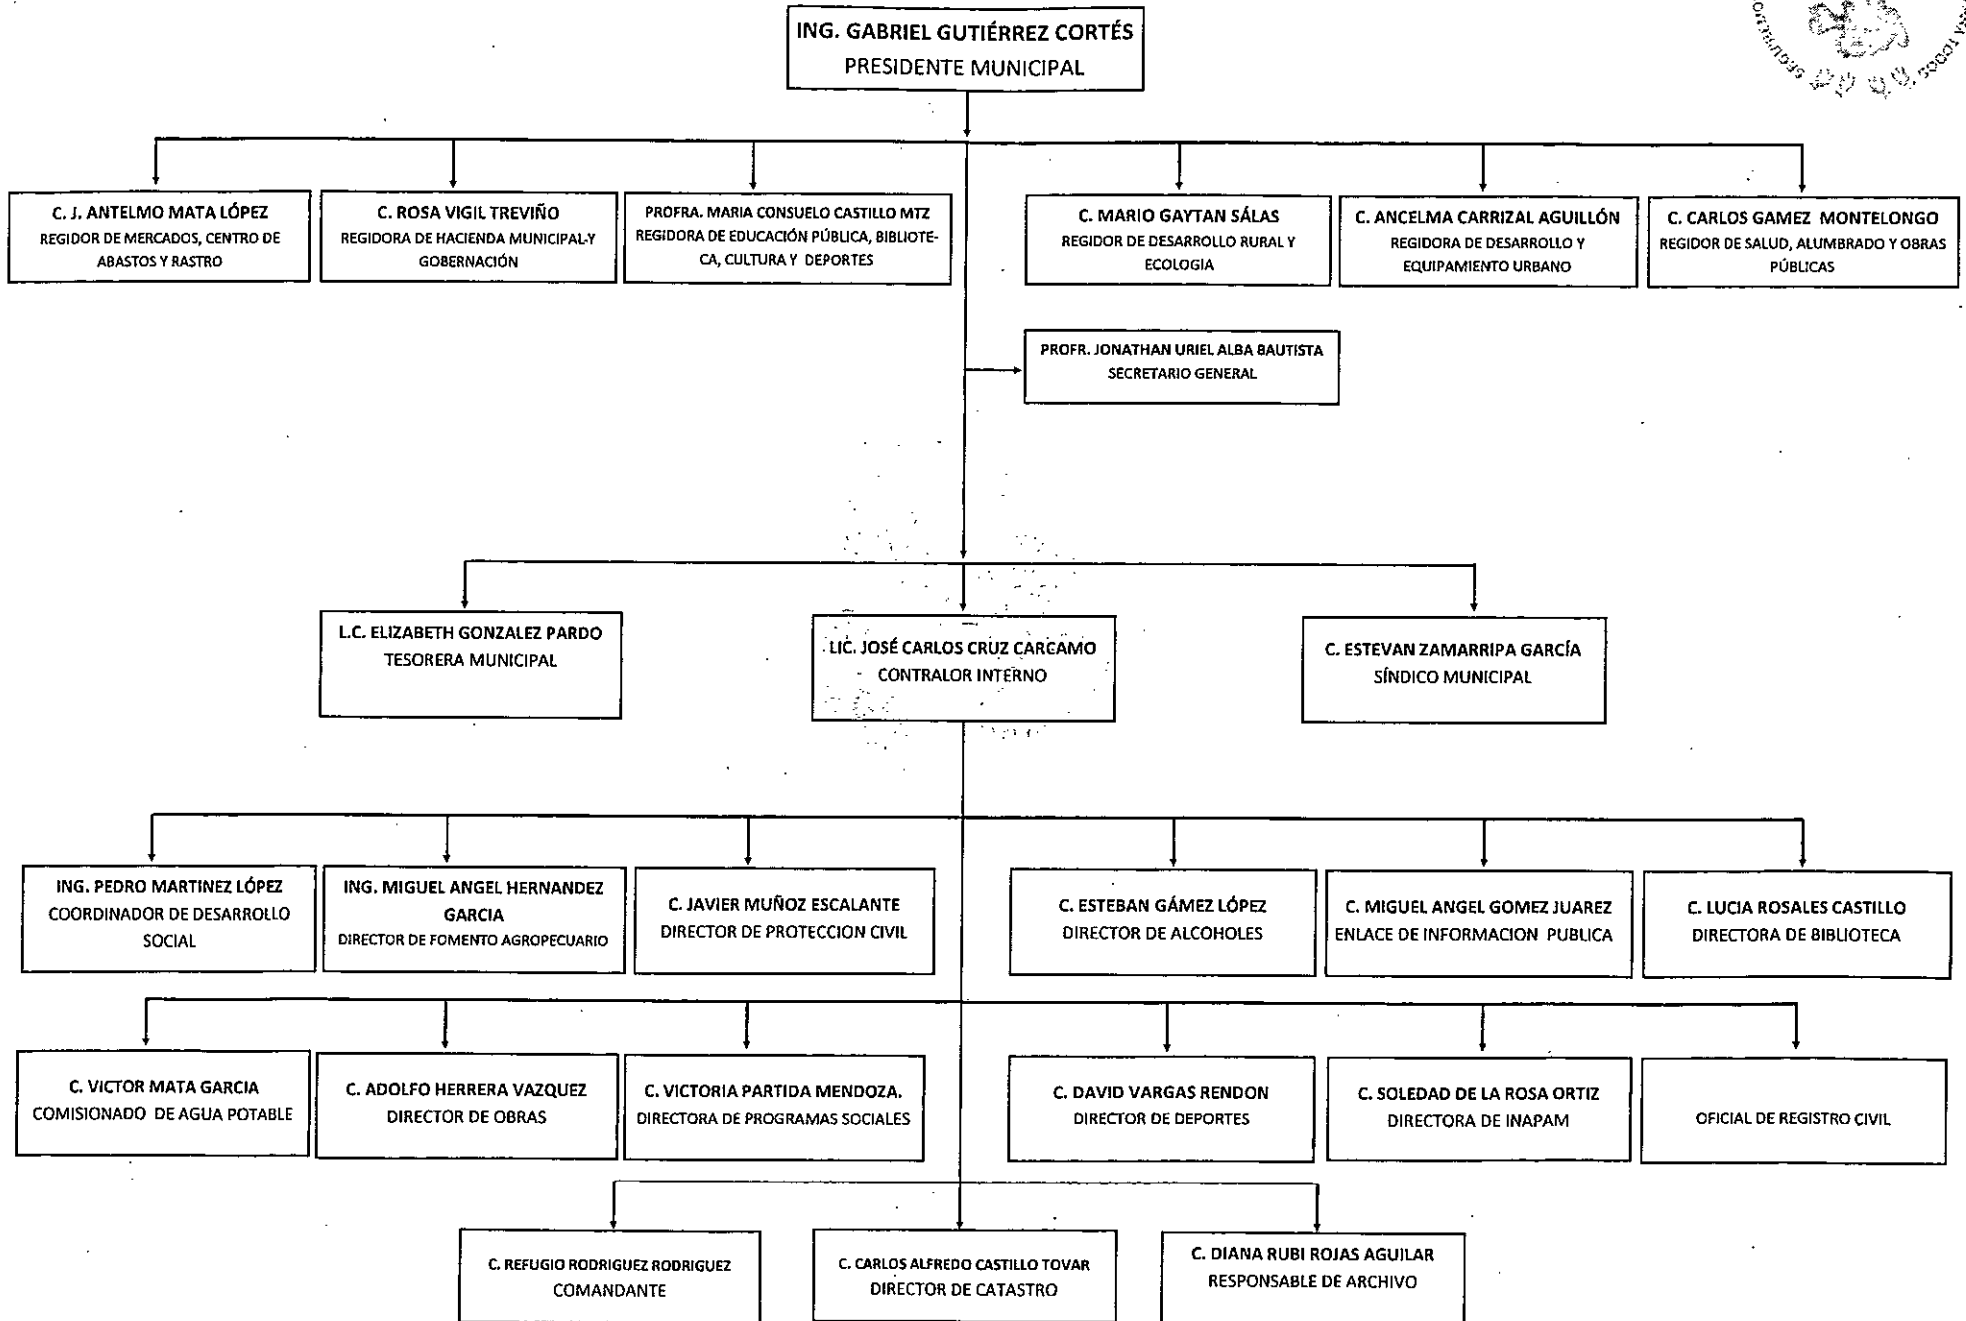 ING. GABRIEL GUTIÉRREZ CORTÉS
PRESIDENTE MUNICIPAL
C. J. ANTELMO MATA LÓPEZ
REGIDOR DE MERCADOS, CENTRO DE
ABASTOS Y RASTRO
C. ROSA VIGIL TREVIÑO
REGIDORA DE HACIENDA MUNICIPAL Y
GOBERNACIÓN
PROFRA. MARIA CONSUELO CASTILLO MTZ
REGIDORA DE EDUCACIÓN PÚBLICA, BIBLIOTE-
CA, CULTURA Y DEPORTES
C. MARIO GAYTAN SÁLAS
REGIDOR DE DESARROLLO RURAL Y
ECOLOGIA
C. ANCELMA CARRIZAL AGUILLÓN
REGIDORA DE DESARROLLO Y
EQUIPAMIENTO URBANO
C. CARLOS GAMEZ MONTELONGO
REGIDOR DE SALUD, ALUMBRADO Y OBRAS
PÚBLICAS
PROFR. JONATHAN URIEL ALBA BAUTISTA
SECRETARIO GENERAL
L.C. ELIZABETH GONZALEZ PARDO
TESORERA MUNICIPAL
LIC. JOSÉ CARLOS CRUZ CARCAMO
CONTRALOR INTERNO
C. ESTEVAN ZAMARRIPA GARCÍA
SÍNDICO MUNICIPAL
ING. PEDRO MARTINEZ LÓPEZ
COORDINADOR DE DESARROLLO
SOCIAL
ING. MIGUEL ANGEL HERNANDEZ
GARCIA
DIRECTOR DE FOMENTO AGROPECUARIO
C. JAVIER MUÑOZ ESCALANTE
DIRECTOR DE PROTECCION CIVIL
C. ESTEBAN GÁMEZ LÓPEZ
DIRECTOR DE ALCOHOLES
C. MIGUEL ANGEL GOMEZ JUAREZ
ENLACE DE INFORMACION PUBLICA
C. LUCIA ROSALES CASTILLO
DIRECTORA DE BIBLIOTECA
C. VICTOR MATA GARCIA
COMISIONADO DE AGUA POTABLE
C. ADOLFO HERRERA VAZQUEZ
DIRECTOR DE OBRAS
C. VICTORIA PARTIDA MENDOZA.
DIRECTORA DE PROGRAMAS SOCIALES
C. DAVID VARGAS RENDON
DIRECTOR DE DEPORTES
C. SOLEDAD DE LA ROSA ORTIZ
DIRECTORA DE INAPAM
OFICIAL DE REGISTRO CIVIL
C. REFUGIO RODRIGUEZ RODRIGUEZ
COMANDANTE
C. CARLOS ALFREDO CASTILLO TOVAR
DIRECTOR DE CATASTRO
C. DIANA RUBI ROJAS AGUILAR
RESPONSABLE DE ARCHIVO